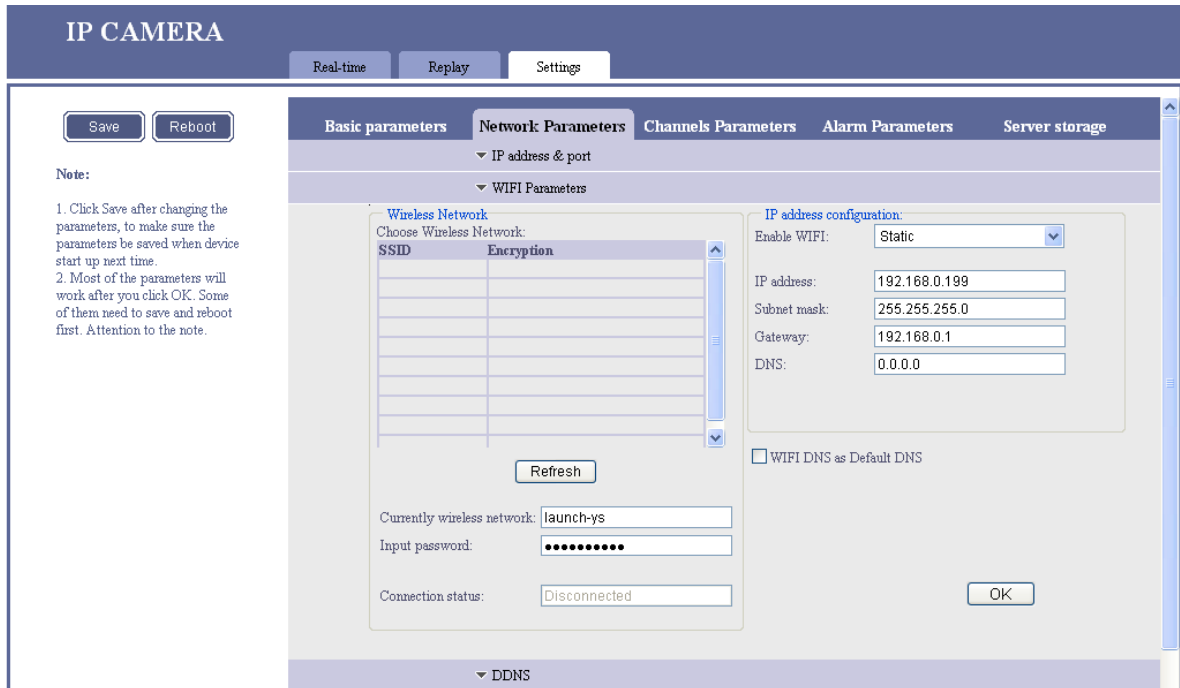 IP CAMERA
Real-time Replay Settings
Save Reboot
Note:
1. Click Save after changing the
parameters, to make sure the
parameters be saved when device
start up next time.
2. Most of the parameters will
work after you click OK. Some
of them need to save and reboot
first. Attention to the note.
Basic parameters Network Parameters Channels Parameters Alarm Parameters Server storage
IP address & port
WIFI Parameters
Wireless Network
Choose Wireless Network:
SSID Encryption
Refresh
Currently wireless network: launch-ys
Input password: ●●●●●●●●●●
Connection status: Disconnected
IP address configuration:
Enable WIFI: Static
IP address: 192.168.0.199
Subnet mask: 255.255.255.0
Gateway: 192.168.0.1
DNS: 0.0.0.0
WIFI DNS as Default DNS
OK
DDNS